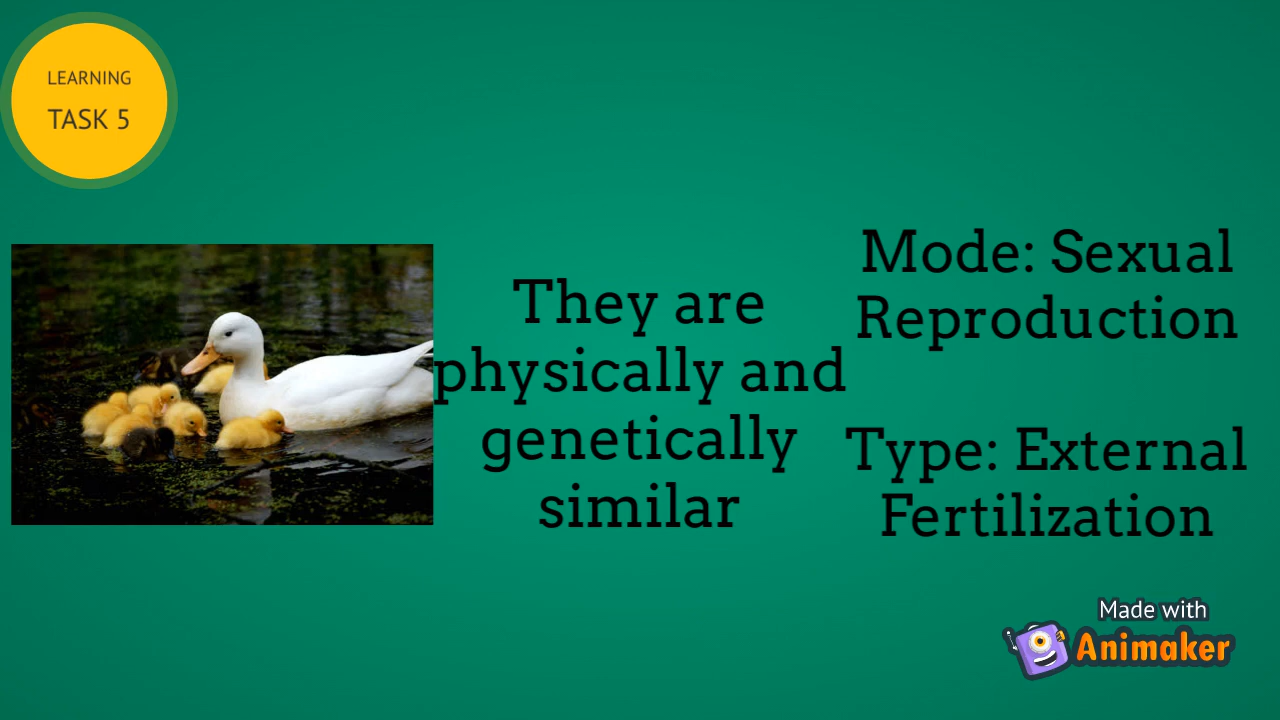 LEARNING
TASK 5
They are
physically and
genetically
similar
Mode: Sexual
Reproduction
Type: External
Fertilization
Made with
Animaker